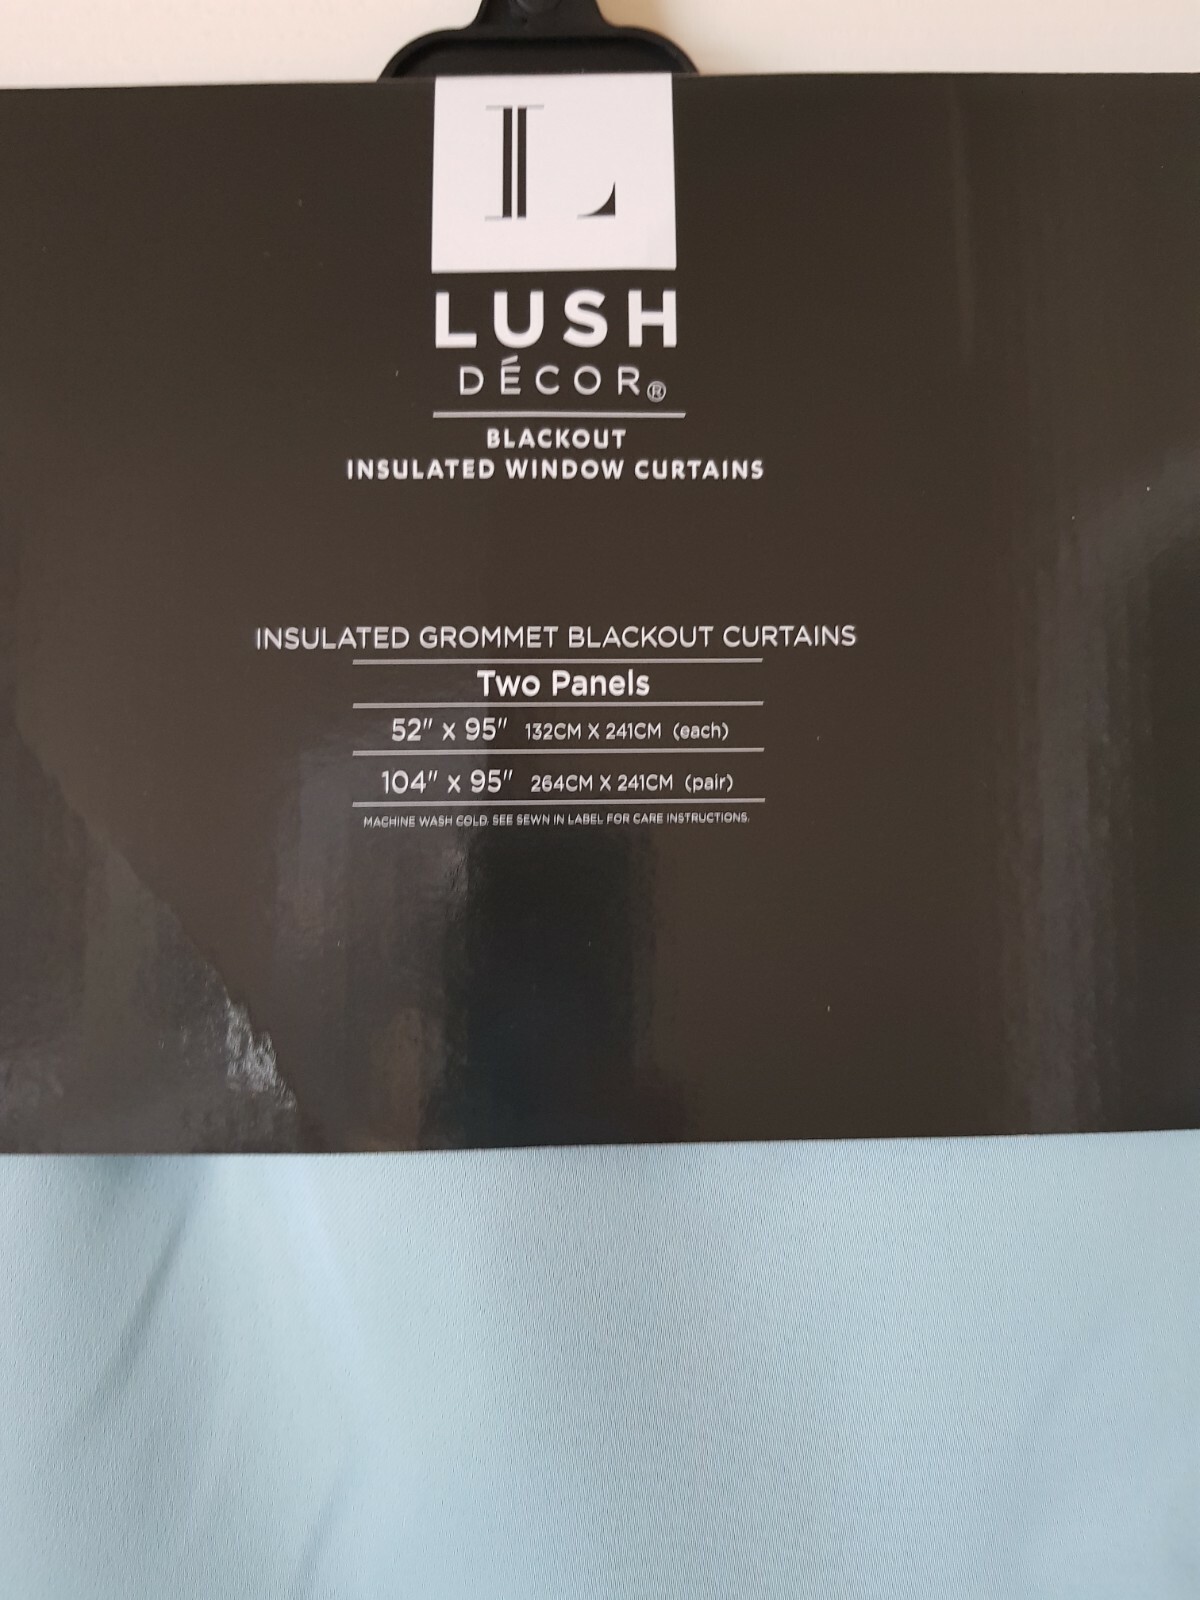 L
LUSH
DÉCOR®
BLACKOUT
INSULATED WINDOW CURTAINS
INSULATED GROMMET BLACKOUT CURTAINS
Two Panels
52" x 95" 132CM X 241CM (each)
104" x 95" 264CM X 241CM (pair)
MACHINE WASH COLD. SEE SEWN IN LABEL FOR CARE INSTRUCTIONS.